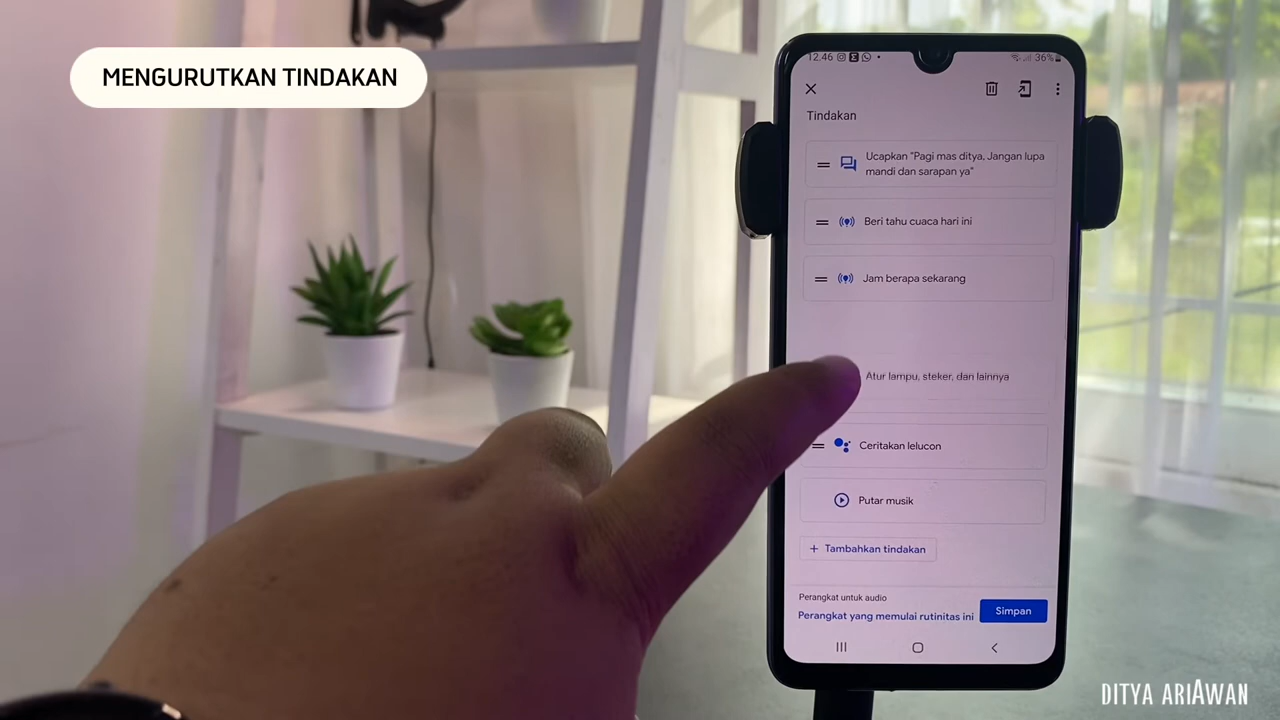 MENGURUTKAN TINDAKAN
12.46
36%
Tindakan
Ucapkan "Pagi mas ditya, Jangan lupa
mandi dan sarapan ya"
Beri tahu cuaca hari ini
Jam berapa sekarang
Atur lampu, steker, dan lainnya
Ceritakan lelucon
Putar musik
+ Tambahkan tindakan
Perangkat untuk audio
Perangkat yang memulai rutinitas ini
Simpan
DITYA ARIAWAN